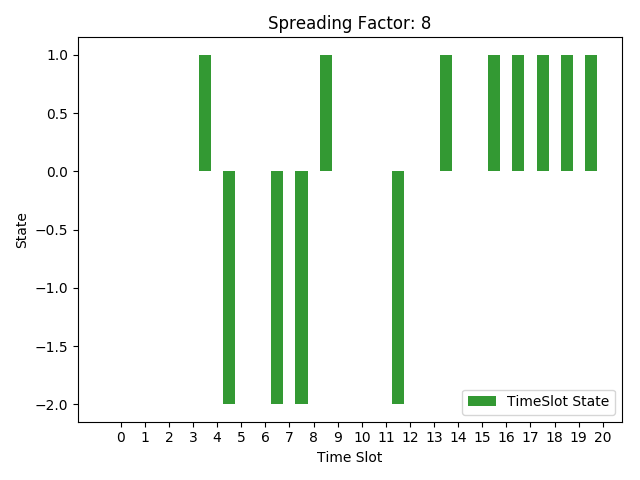 Spreading Factor: 8
State
1.0
0.5
0.0
−0.5
−1.0
−1.5
−2.0
TimeSlot State
0 1 2 3 4 5 6 7 8 9 10 11 12 13 14 15 16 17 18 19 20
Time Slot